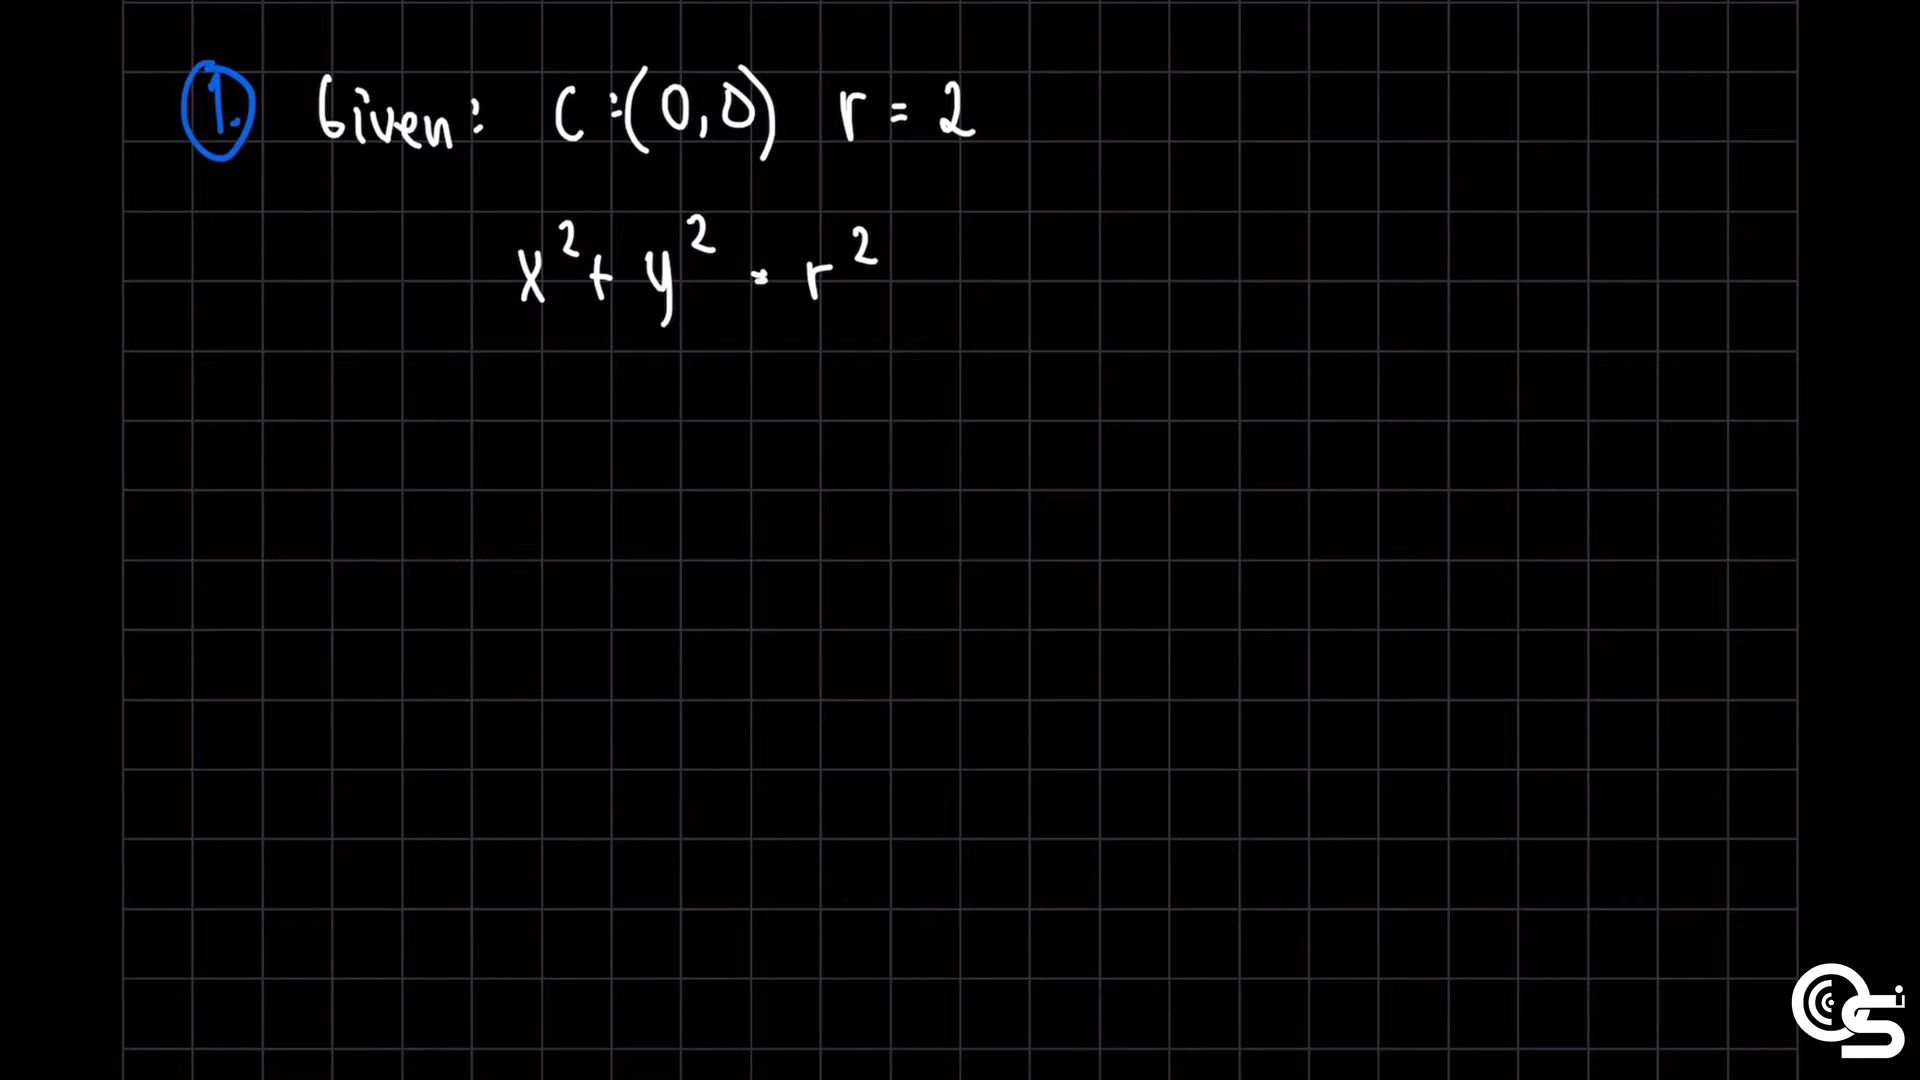 1. Given: C:(0,0) r = 2
x² + y² = r²